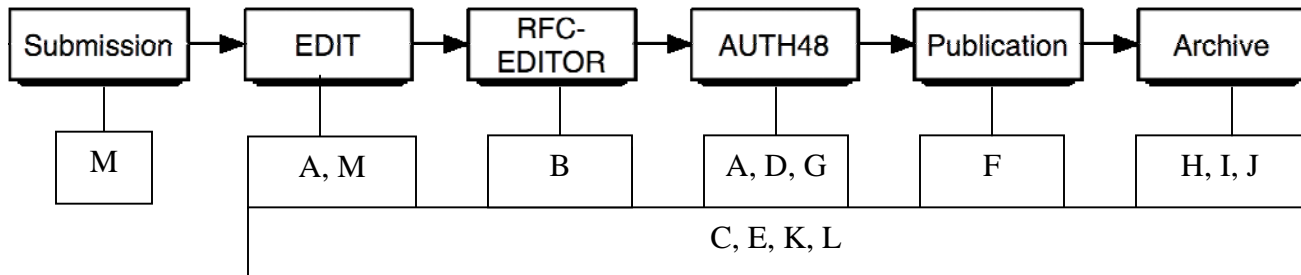 Submission
EDIT
RFC-
EDITOR
AUTH48
Publication
Archive
M
A, M
B
A, D, G
F
H, I, J
C, E, K, L